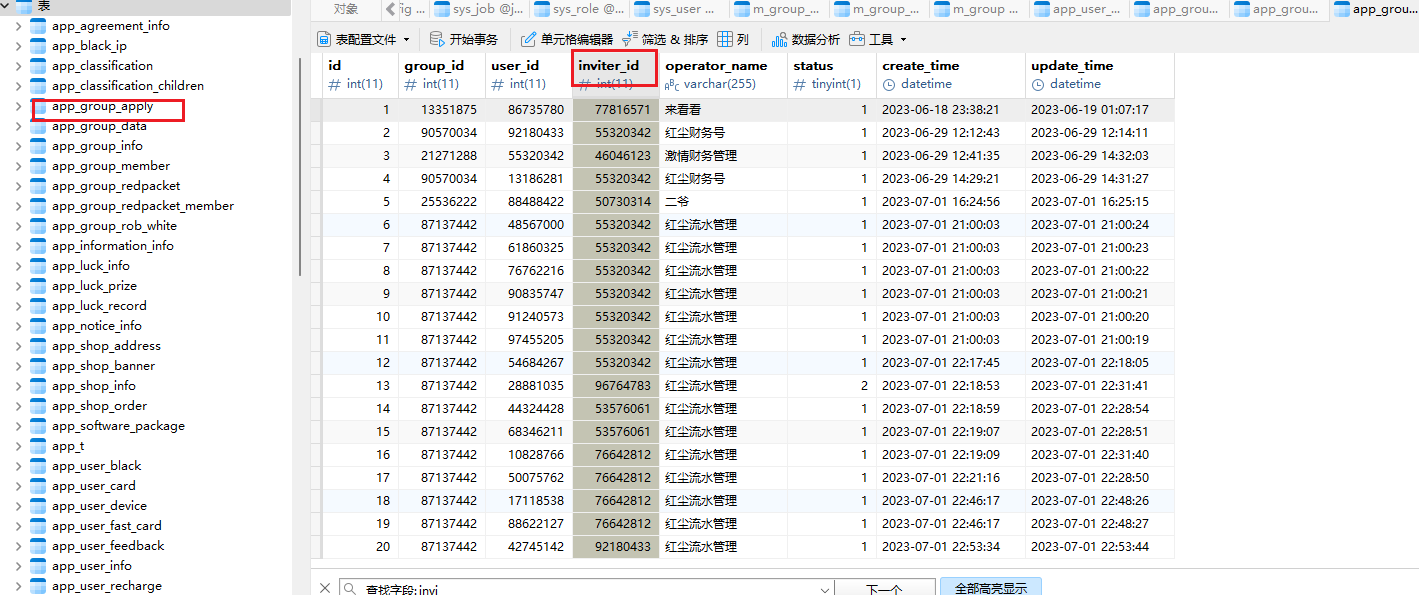 表
app_agreement_info
app_black_ip
app_classification
app_classification_children
app_group_apply
app_group_data
app_group_info
app_group_member
app_group_redpacket
app_group_redpacket_member
app_group_rob_white
app_information_info
app_luck_info
app_luck_prize
app_luck_record
app_notice_info
app_shop_address
app_shop_banner
app_shop_info
app_shop_order
app_software_package
app_t
app_user_black
app_user_card
app_user_device
app_user_fast_card
app_user_feedback
app_user_info
app_user_recharge
对象 fig ... sys_job @j... sys_role @... sys_user ... m_group_... m_group_... m_group ... app_user_... app_grou... app_grou... app_grou...
表配置文件 开始事务 单元格编辑器 筛选 & 排序 列 数据分析 工具
id group_id user_id inviter_id operator_name status create_time update_time
# int(11) # int(11) # int(11) # int(11) ABC varchar(255) # tinyint(1) datetime datetime
1 13351875 86735780 77816571 来看看 1 2023-06-18 23:38:21 2023-06-19 01:07:17
2 90570034 92180433 55320342 红尘财务号 1 2023-06-29 12:12:43 2023-06-29 12:14:11
3 21271288 55320342 46046123 激情财务管理 1 2023-06-29 12:41:35 2023-06-29 14:32:03
4 90570034 13186281 55320342 红尘财务号 1 2023-06-29 14:29:21 2023-06-29 14:31:27
5 25536222 88488422 50730314 二爷 1 2023-07-01 16:24:56 2023-07-01 16:25:15
6 87137442 48567000 55320342 红尘流水管理 1 2023-07-01 21:00:03 2023-07-01 21:00:24
7 87137442 61860325 55320342 红尘流水管理 1 2023-07-01 21:00:03 2023-07-01 21:00:23
8 87137442 76762216 55320342 红尘流水管理 1 2023-07-01 21:00:03 2023-07-01 21:00:22
9 87137442 90835747 55320342 红尘流水管理 1 2023-07-01 21:00:03 2023-07-01 21:00:21
10 87137442 91240573 55320342 红尘流水管理 1 2023-07-01 21:00:03 2023-07-01 21:00:20
11 87137442 97455205 55320342 红尘流水管理 1 2023-07-01 21:00:03 2023-07-01 21:00:19
12 87137442 54684267 55320342 红尘流水管理 1 2023-07-01 22:17:45 2023-07-01 22:18:05
13 87137442 28881035 96764783 红尘流水管理 2 2023-07-01 22:18:53 2023-07-01 22:31:41
14 87137442 44324428 53576061 红尘流水管理 1 2023-07-01 22:18:59 2023-07-01 22:28:54
15 87137442 68346211 53576061 红尘流水管理 1 2023-07-01 22:19:07 2023-07-01 22:28:51
16 87137442 10828766 76642812 红尘流水管理 1 2023-07-01 22:19:09 2023-07-01 22:31:40
17 87137442 50075762 76642812 红尘流水管理 1 2023-07-01 22:21:16 2023-07-01 22:28:50
18 87137442 17118538 76642812 红尘流水管理 1 2023-07-01 22:46:17 2023-07-01 22:48:26
19 87137442 88622127 76642812 红尘流水管理 1 2023-07-01 22:46:17 2023-07-01 22:48:27
20 87137442 42745142 92180433 红尘流水管理 1 2023-07-01 22:53:34 2023-07-01 22:53:44
查找字段: invi 下一个 全部高亮显示